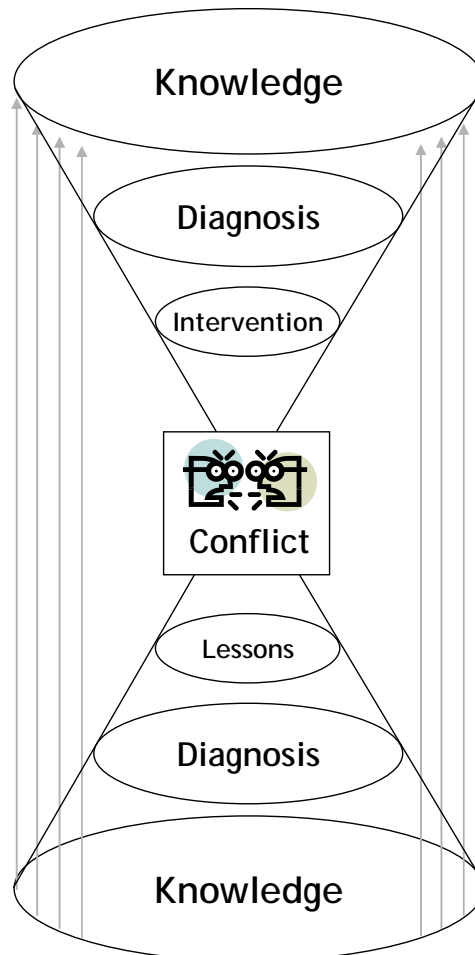 Knowledge
Diagnosis
Intervention
Conflict
Lessons
Diagnosis
Knowledge